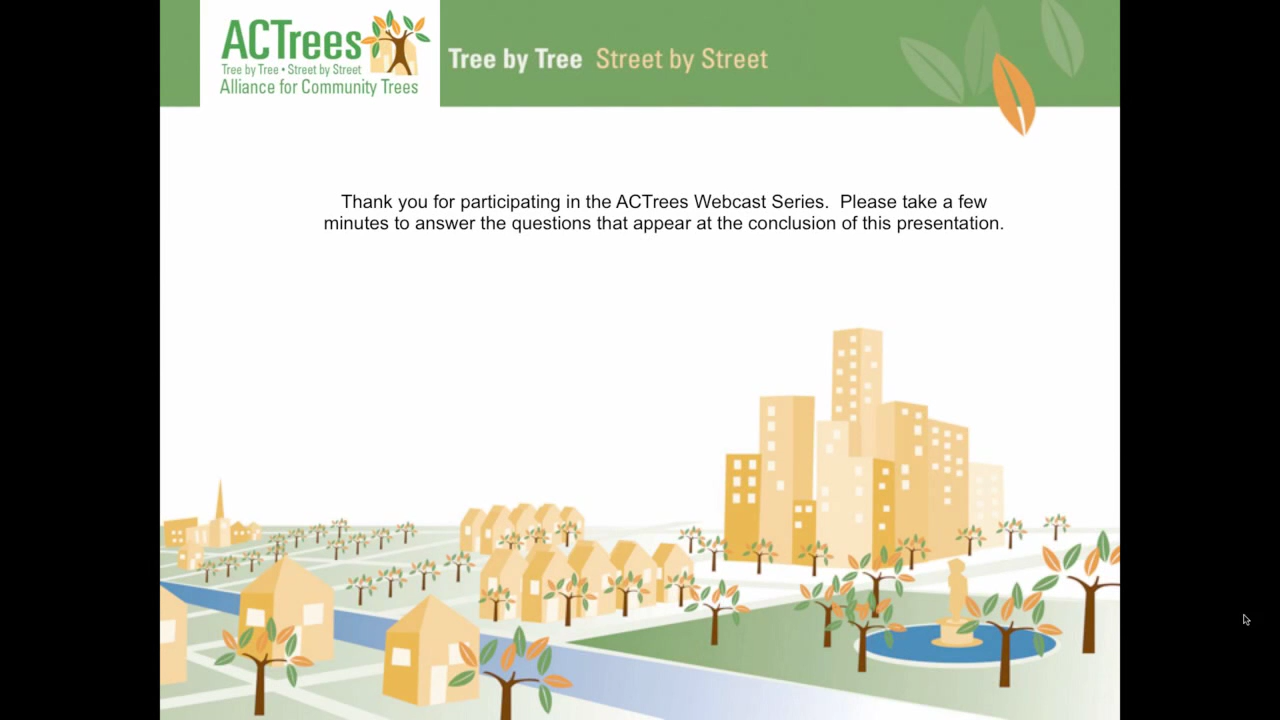 ACTrees
Tree by Tree • Street by Street
Alliance for Community Trees
Tree by Tree Street by Street
Thank you for participating in the ACTrees Webcast Series. Please take a few
minutes to answer the questions that appear at the conclusion of this presentation.